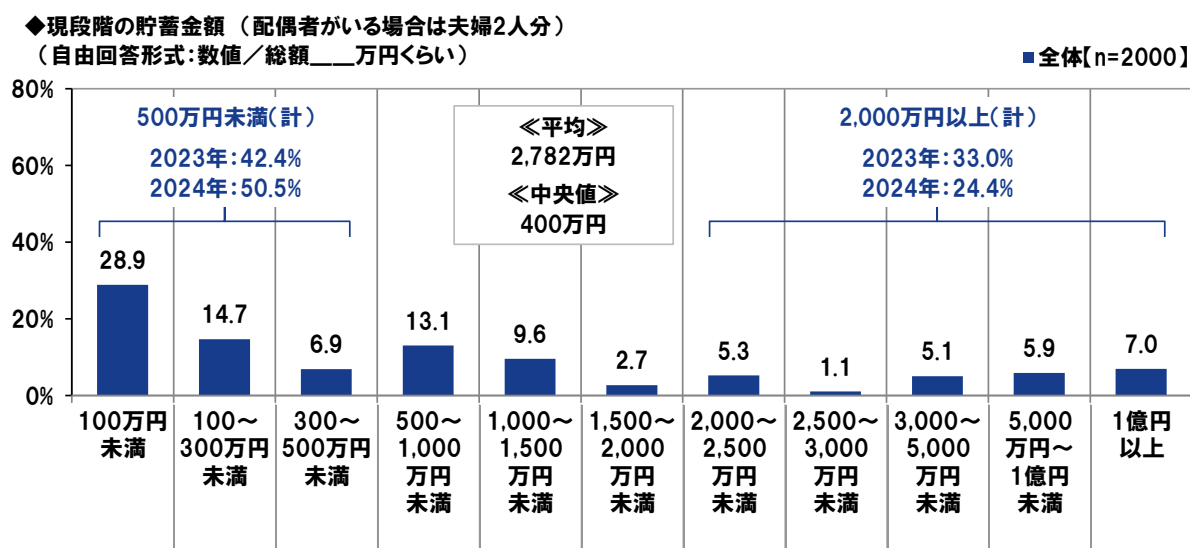 ◆現段階の貯蓄金額 (配偶者がいる場合は夫婦2人分)
(自由回答形式:数値/総額___万円くらい)
■全体【n=2000】
80%
60%
40%
20%
0%
500万円未満(計)
2023年:42.4%
2024年:50.5%
≪平均≫
2,782万円
≪中央値≫
400万円
2,000万円以上(計)
2023年:33.0%
2024年:24.4%
28.9
14.7
6.9
13.1
9.6
2.7
5.3
1.1
5.1
5.9
7.0
100万円
未満
100~
300万円
未満
300~
500万円
未満
500~
1,000
万円
未満
1,000~
1,500
万円
未満
1,500~
2,000
万円
未満
2,000~
2,500
万円
未満
2,500~
3,000
万円
未満
3,000~
5,000
万円
未満
5,000
万円~
1億円
未満
1億円
以上